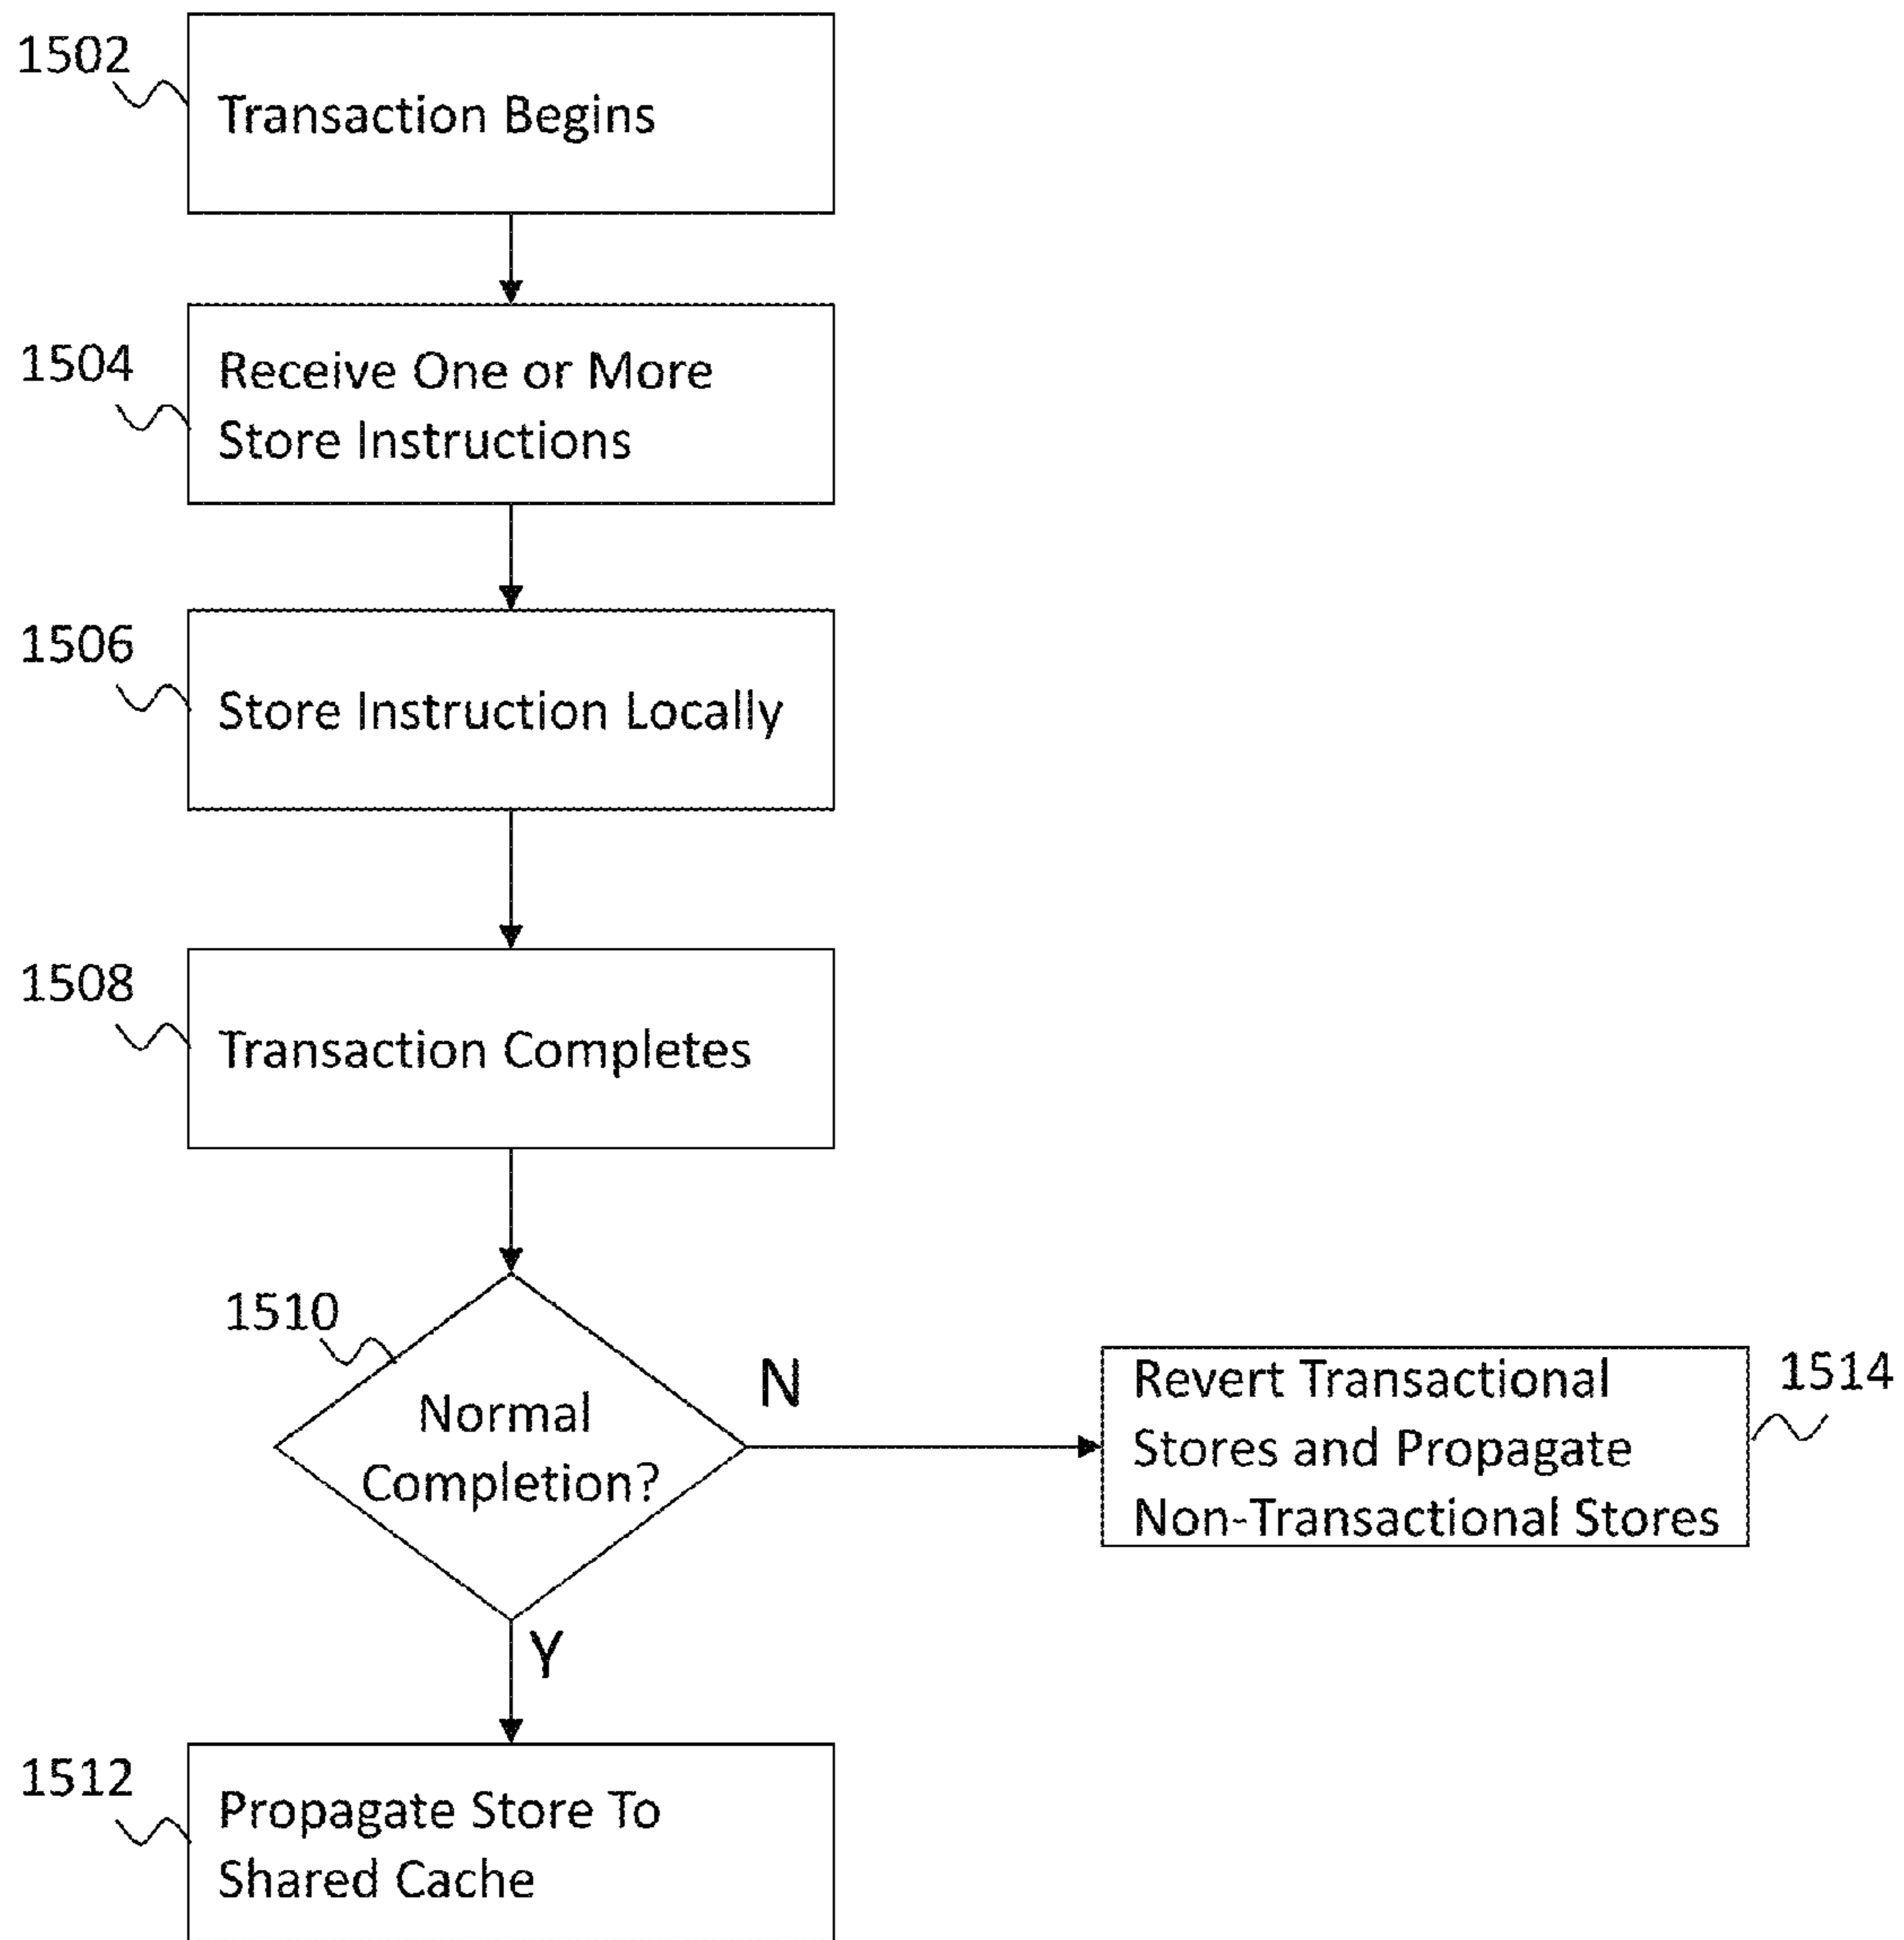 1502
Transaction Begins
1504
Receive One or More
Store Instructions
1506
Store Instruction Locally
1508
Transaction Completes
1510
Normal
Completion?
N
Revert Transactional
Stores and Propagate
Non-Transactional Stores
1514
Y
1512
Propagate Store To
Shared Cache